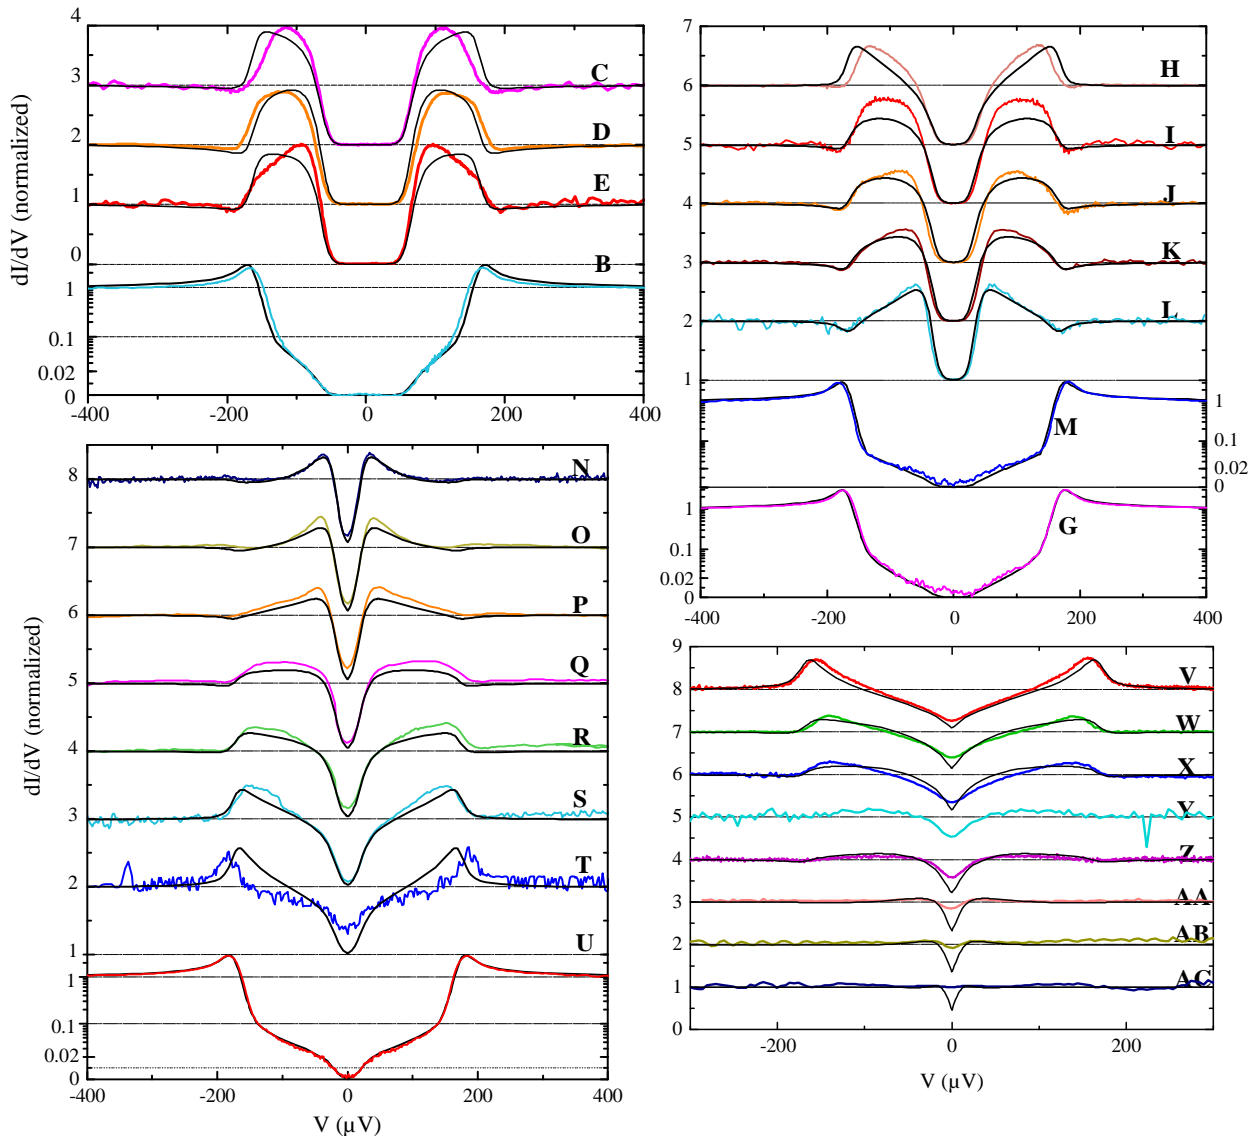 4
3
2
1
0
1
0.1
0.02
0
dI/dV (normalized)
C
D
E
B
-400
-200
0
200
400
7
6
5
4
3
2
1
1
0.1
0.02
0
1
0.1
0.02
0
H
I
J
K
L
M
G
-400
-200
0
200
400
8
7
6
5
4
3
2
1
1
0.1
0.02
0
dI/dV (normalized)
N
O
P
Q
R
S
T
U
-400
-200
0
200
400
V (µV)
9
8
7
6
5
4
3
2
1
0
V
W
X
Y
Z
AA
AB
AC
-200
0
200
V (µV)